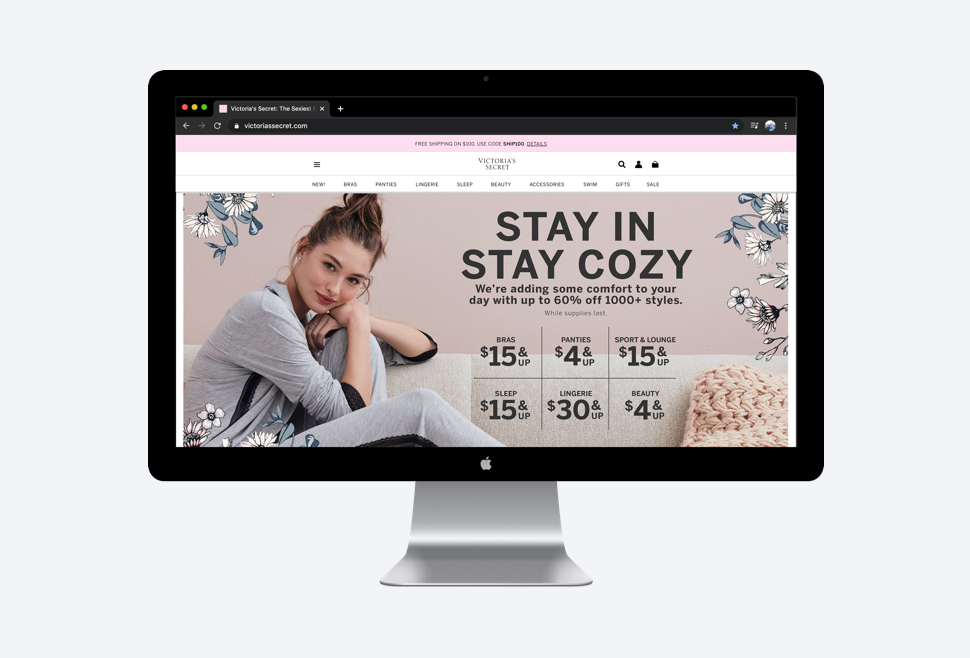 Victoria's Secret: The Sexiest
victoriassecret.com
FREE SHIPPING ON $100. USE CODE SHIP100. DETAILS
VICTORIA'S
SECRET
NEW! BRAS PANTIES LINGERIE SLEEP BEAUTY ACCESSORIES SWIM GIFTS SALE
STAY IN
STAY COZY
We're adding some comfort to your
day with up to 60% off 1000+ styles.
While supplies last.
BRAS PANTIES SPORT & LOUNGE
$15 & UP $4 & UP $15 & UP
SLEEP LINGERIE BEAUTY
$15 & UP $30 & UP $4 & UP